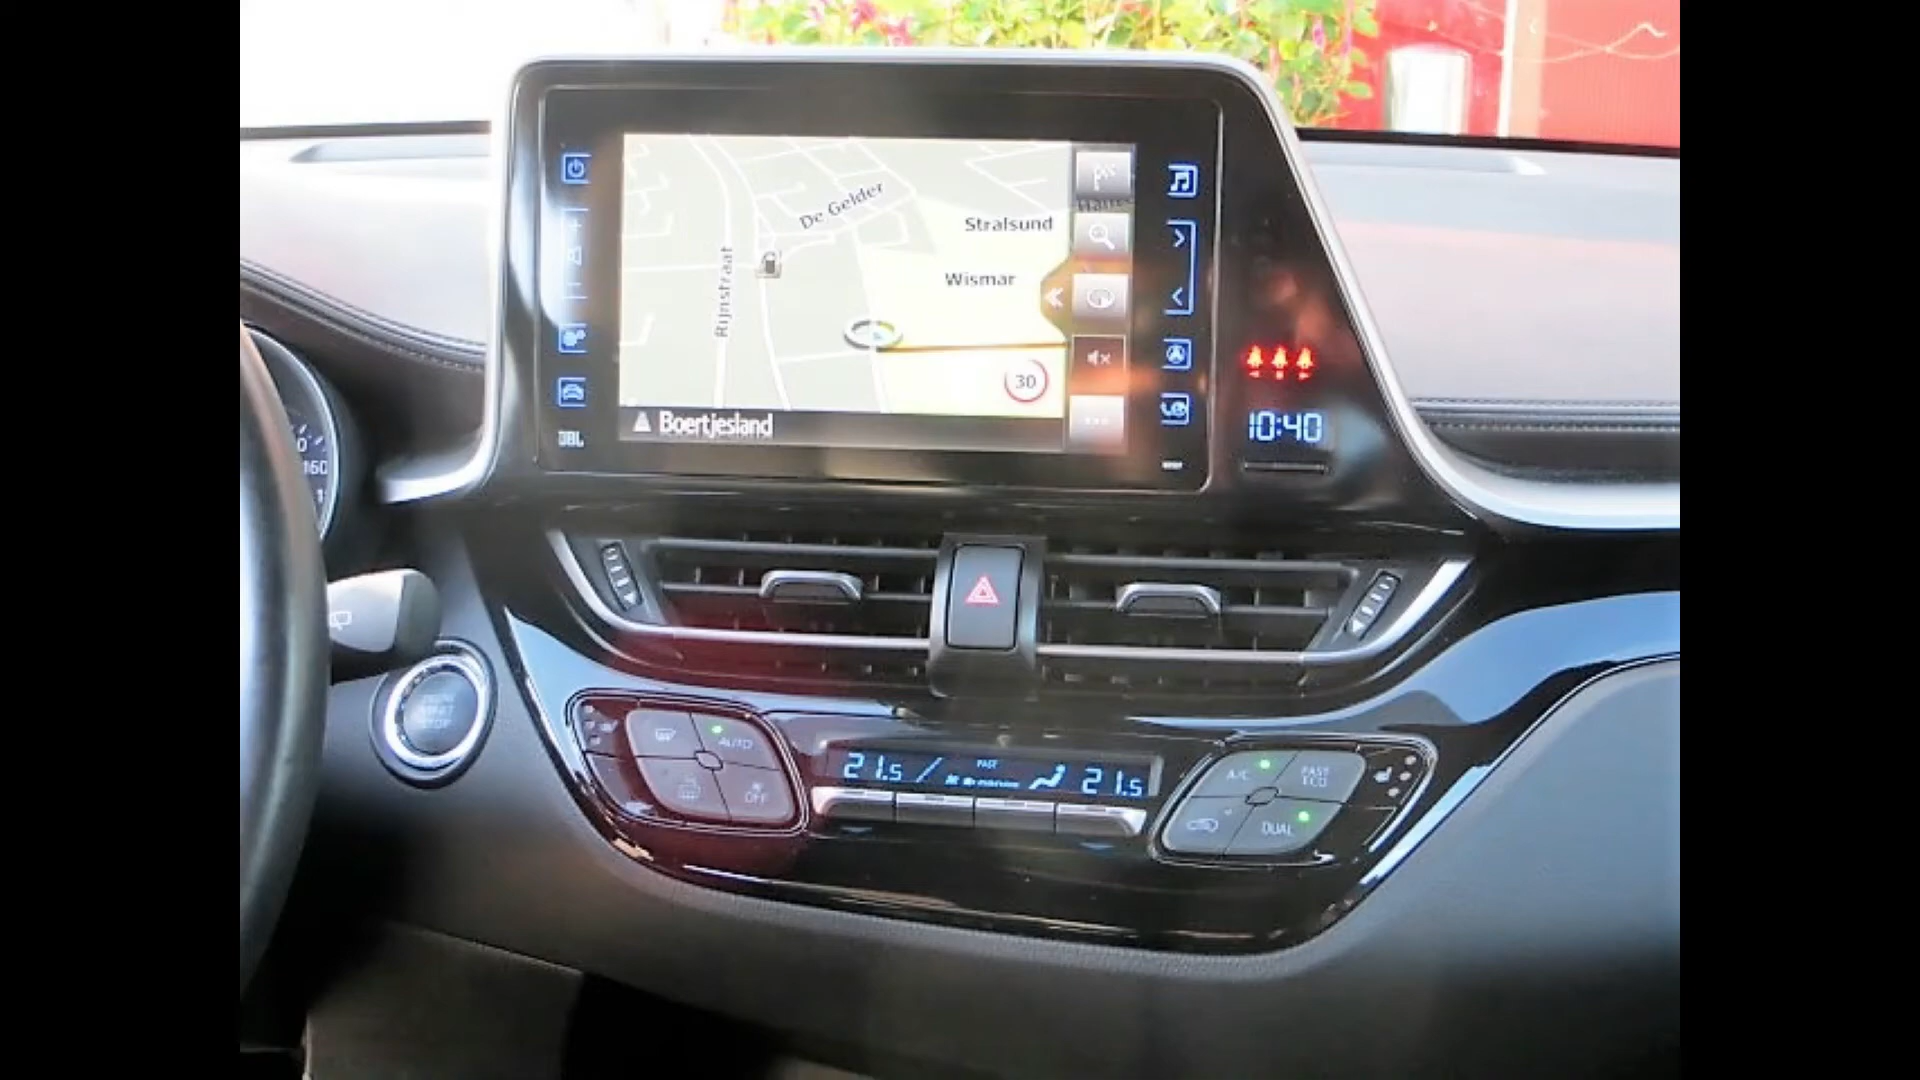 De Gelder
Stralsund
Rijnstraat
Wismar
30
Boertjesland
JBL
10:40
160
AUTO
OFF
21.5
FAST
21.5
A/C
FAST
ECO
DUAL